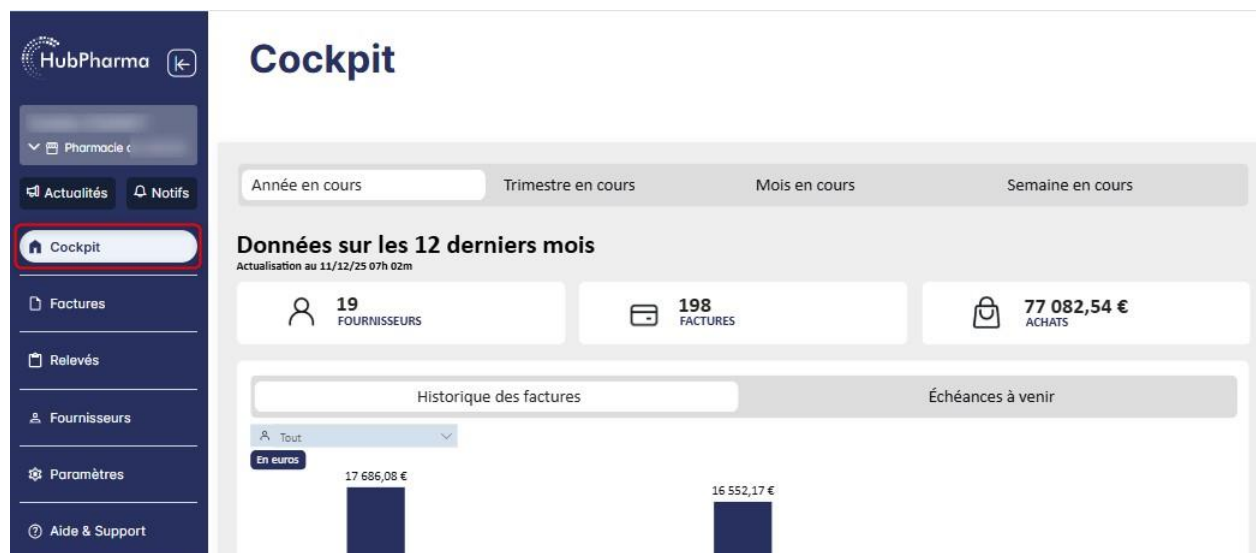 HubPharma
Cockpit
Pharmacie
Actualités
Notifs
Cockpit
Factures
Relevés
Fournisseurs
Paramètres
Aide & Support
Année en cours
Trimestre en cours
Mois en cours
Semaine en cours
Données sur les 12 derniers mois
Actualisation au 11/12/25 07h 02m
19
FOURNISSEURS
198
FACTURES
77 082,54 €
ACHATS
Historique des factures
Échéances à venir
Tout
En euros
17 686,08 €
16 552,17 €